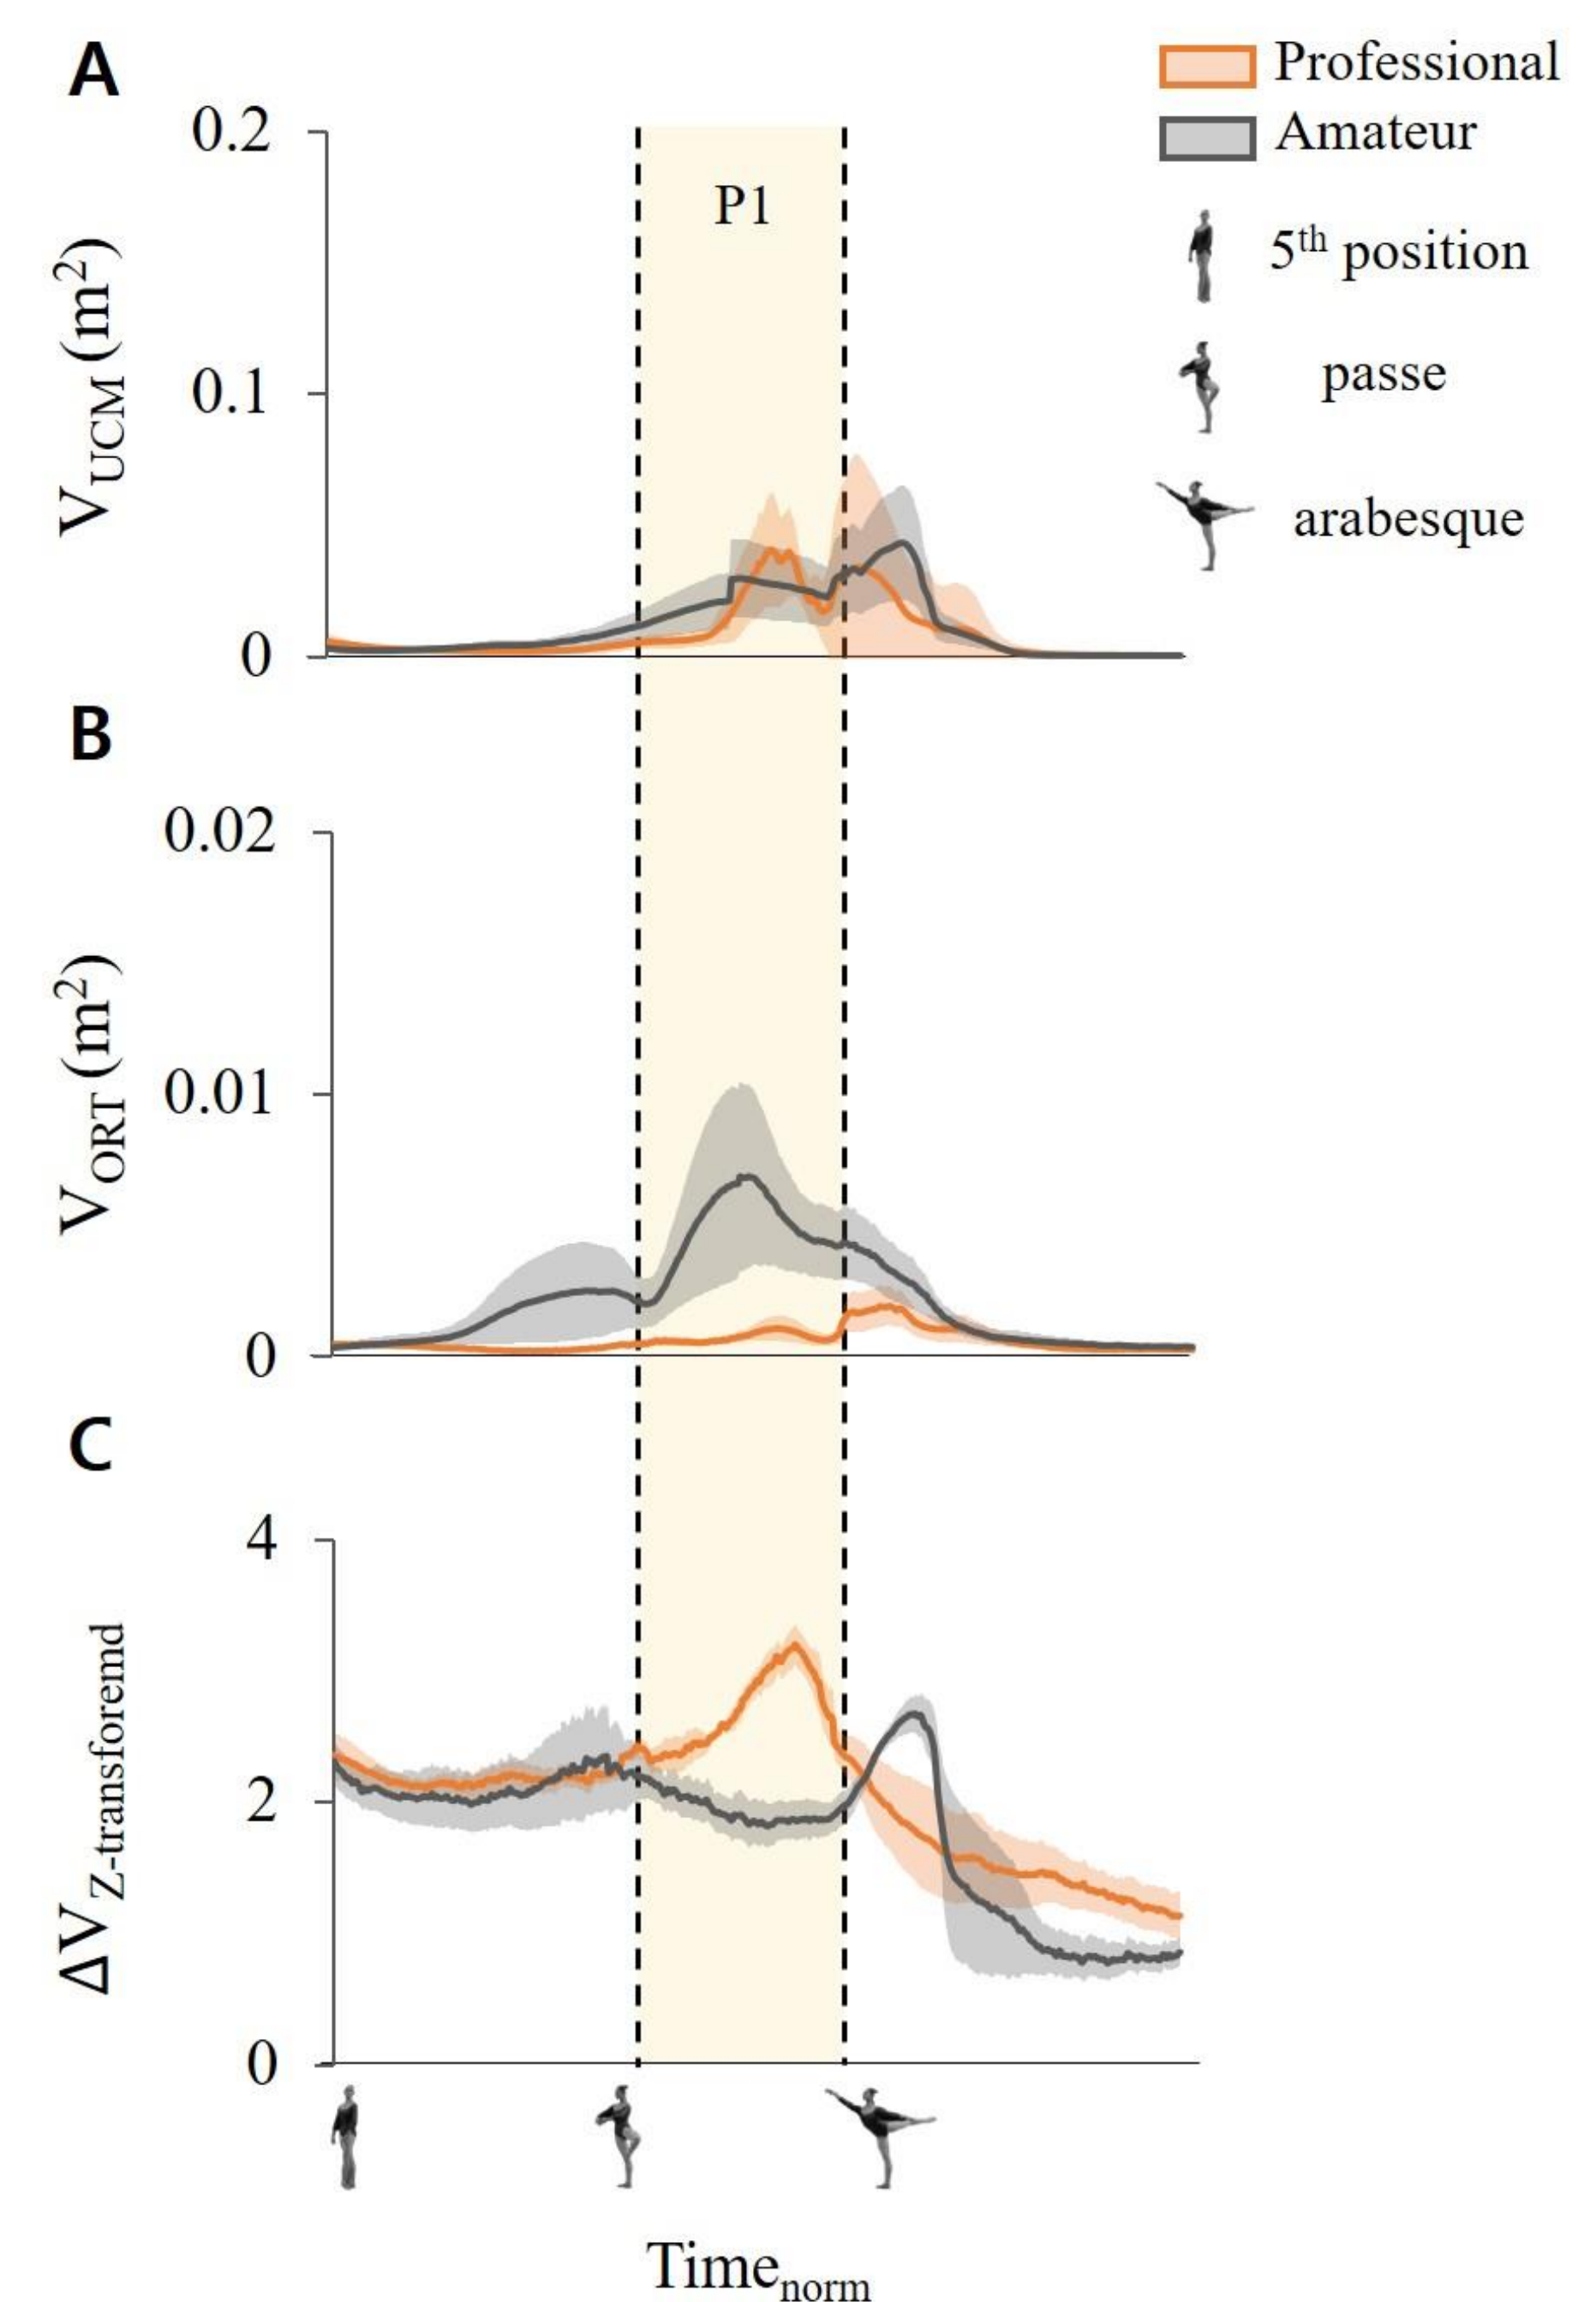 A
Professional
Amateur
5th position
passe
arabesque
P1
0.2
0.1
0
VUCM (m2)
B
0.02
0.01
0
VORT (m2)
C
4
2
0
ΔVZ-transforemd
Timenorm